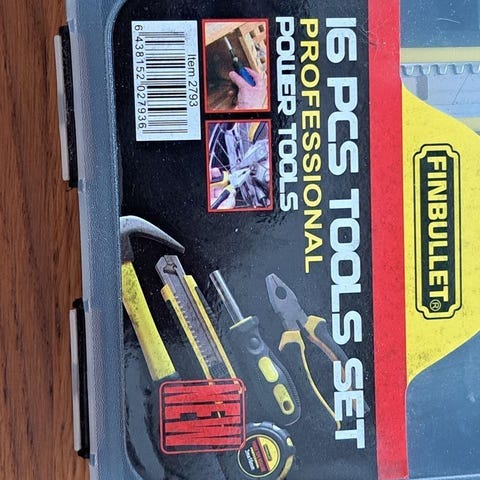 FINBULLET®
16 PCS TOOLS SET
PROFESSIONAL
POWER TOOLS
Item 2793
6 438152 027936
NEW